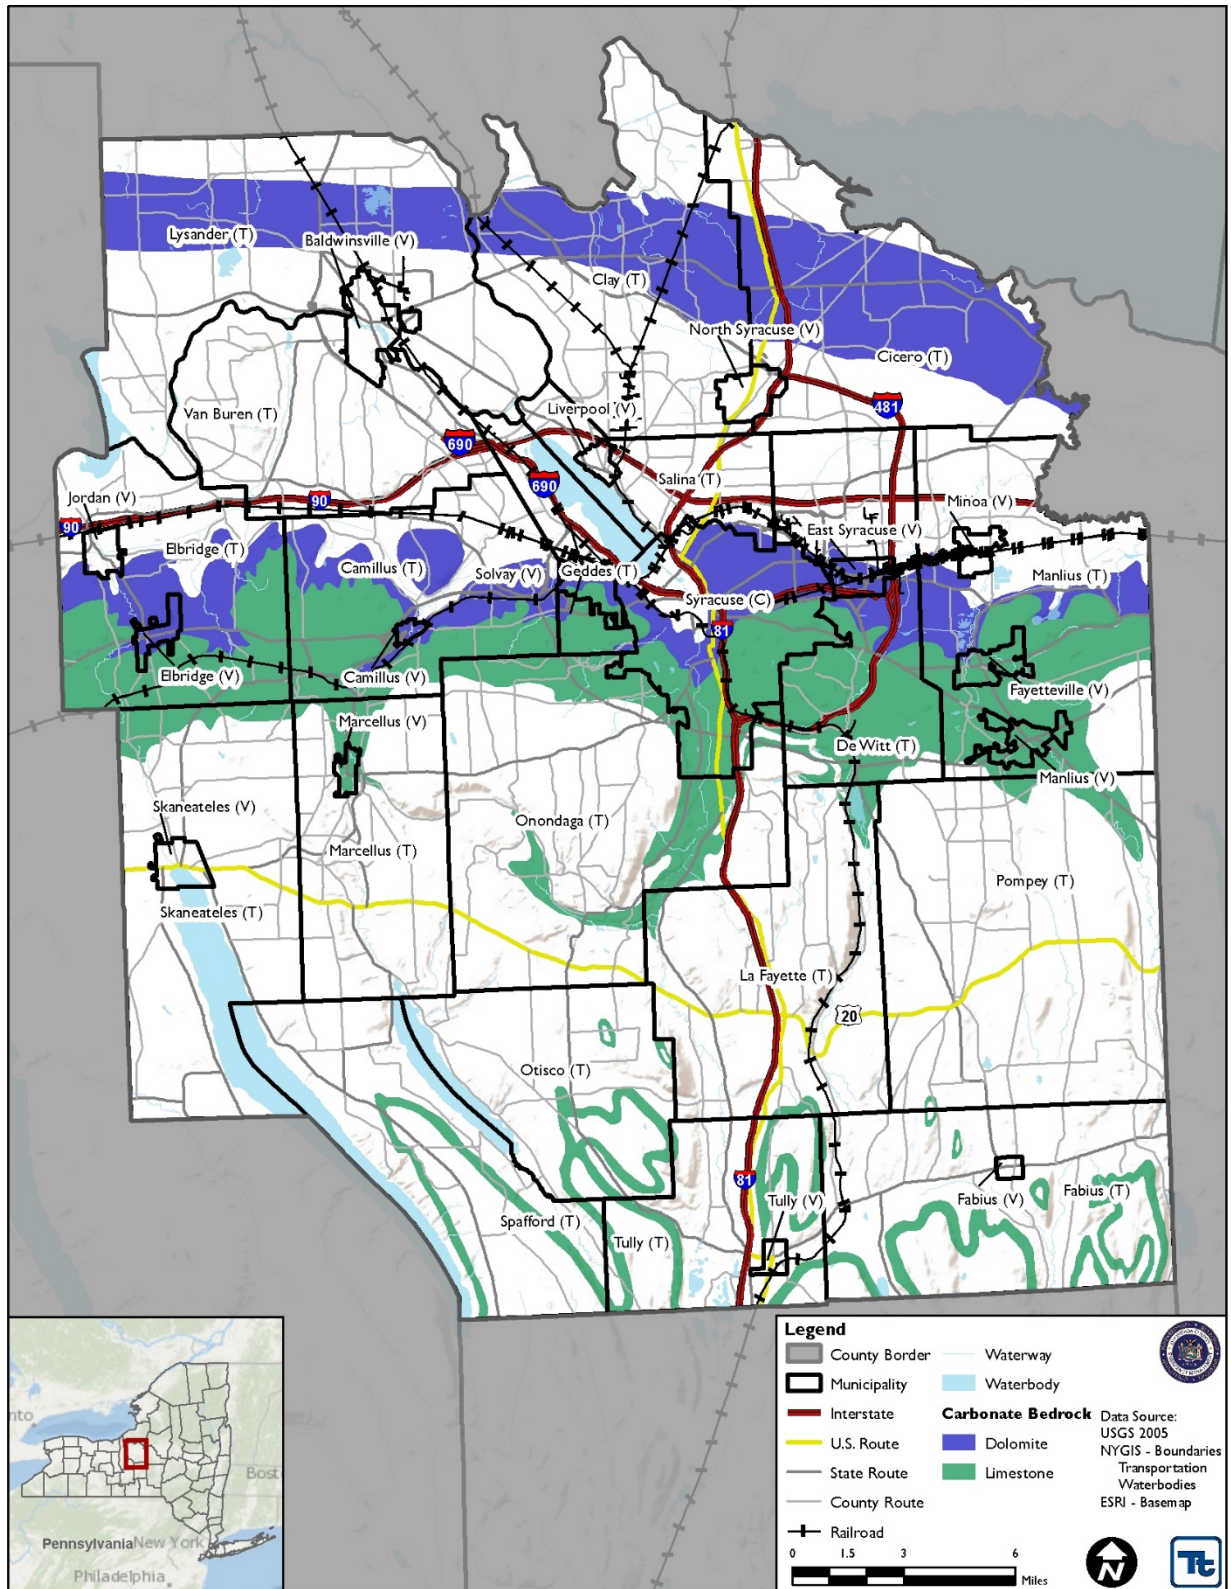 Lysander (T)
Baldwinsville (V)
Clay (T)
North Syracuse (V)
Cicero (T)
Van Buren (T)
Liverpool (V)
481
690
690
Salina (T)
Jordan (V)
90
90
Minoa (V)
East Syracuse (V)
Elbridge (T)
Camillus (T)
Solvay (V)
Geddes (T)
Manlius (T)
Syracuse (C)
81
Elbridge (V)
Camillus (V)
Fayetteville (V)
Marcellus (V)
De Witt (T)
Manlius (V)
Skaneateles (V)
Onondaga (T)
Marcellus (T)
Pompey (T)
Skaneateles (T)
La Fayette (T)
20
Otisco (T)
81
Tully (V)
Fabius (V)
Fabius (T)
Spafford (T)
Tully (T)
Legend
County Border
Municipality
Interstate
U.S. Route
State Route
County Route
Railroad
Waterway
Waterbody
Carbonate Bedrock
Dolomite
Limestone
Data Source:
USGS 2005
NYGIS - Boundaries
Transportation
Waterbodies
ESRI - Basemap
0 1.5 3 6
Miles
N
Tt
nto
Bost
Pennsylvania
New York
Philadelphia